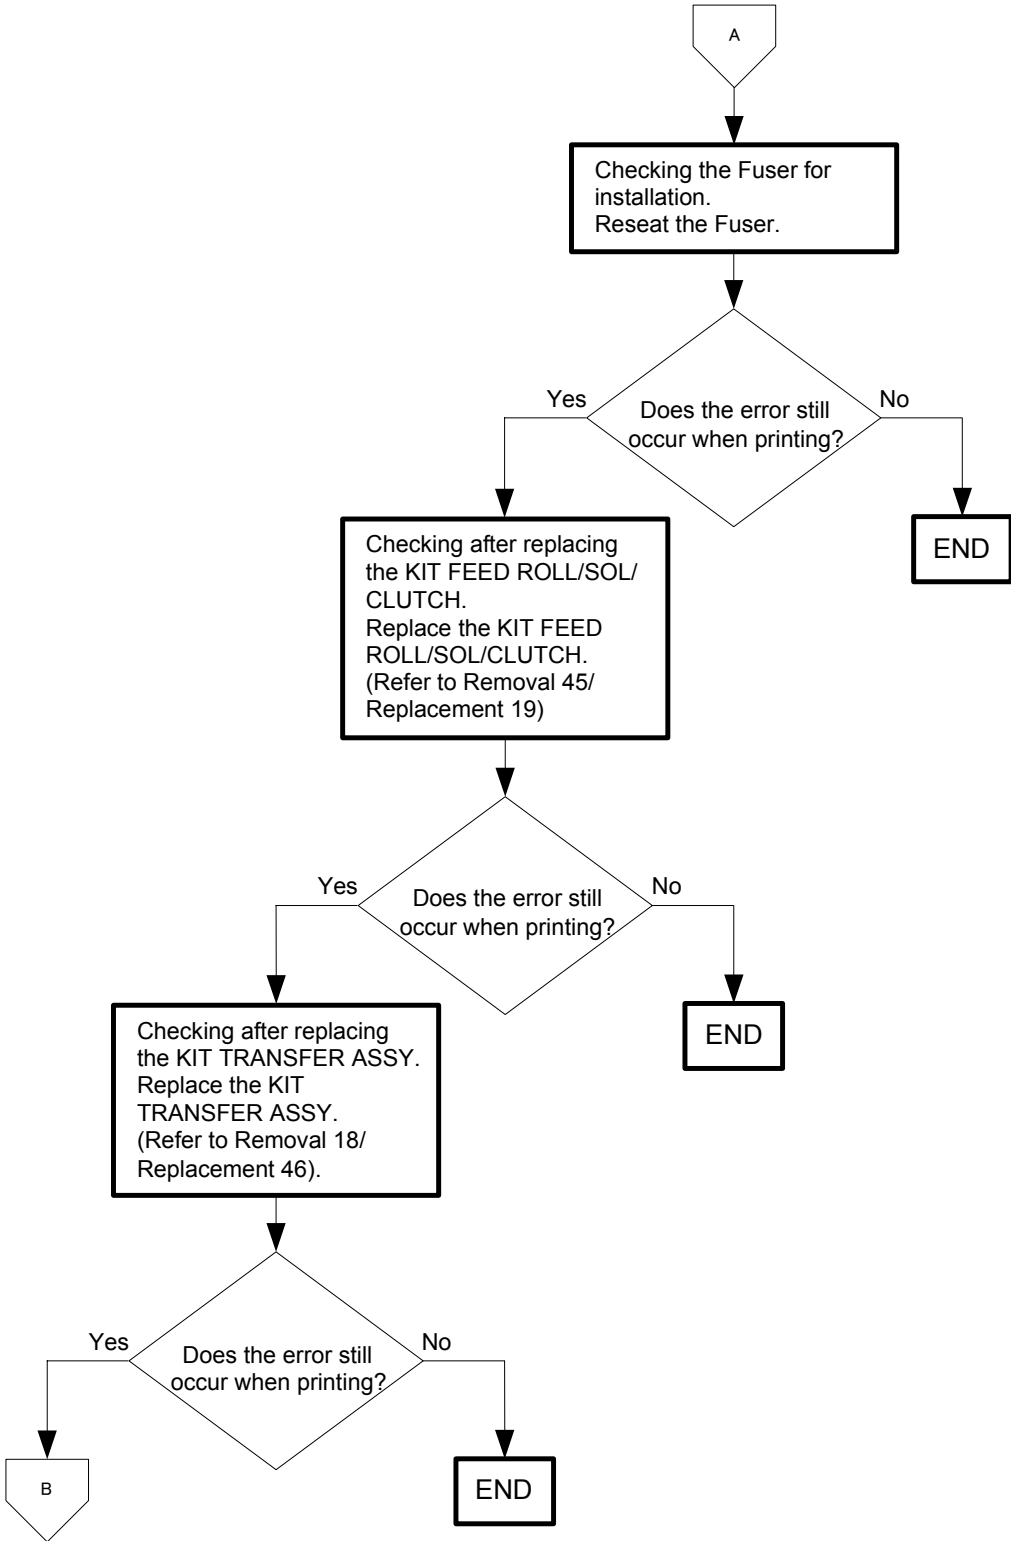 A
Checking the Fuser for
installation.
Reseat the Fuser.
Yes
No
Does the error still
occur when printing?
END
Checking after replacing
the KIT FEED ROLL/SOL/
CLUTCH.
Replace the KIT FEED
ROLL/SOL/CLUTCH.
(Refer to Removal 45/
Replacement 19)
Yes
No
Does the error still
occur when printing?
END
Checking after replacing
the KIT TRANSFER ASSY.
Replace the KIT
TRANSFER ASSY.
(Refer to Removal 18/
Replacement 46).
Yes
No
Does the error still
occur when printing?
B
END